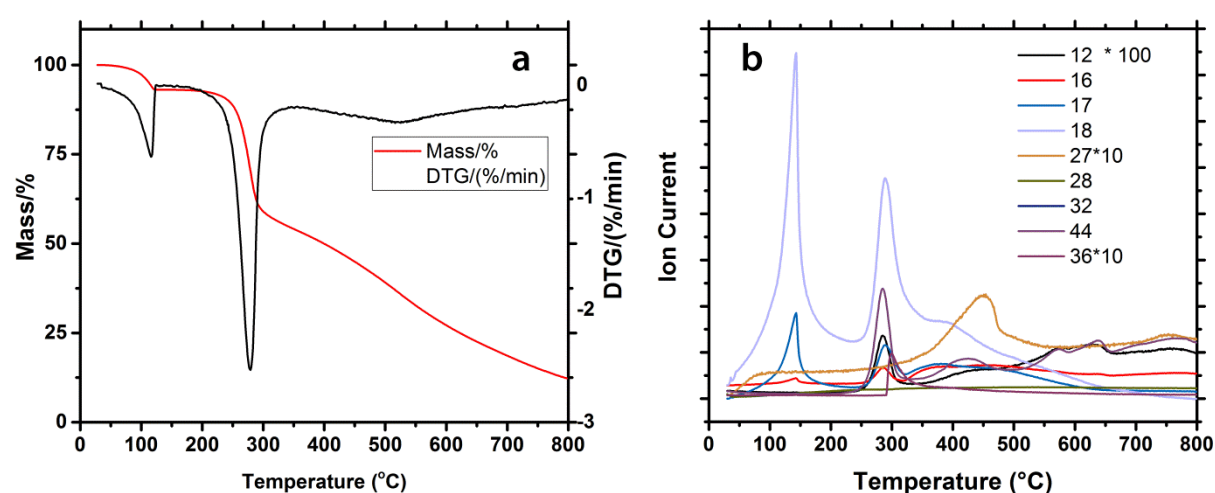 a
100
75
50
25
0
Mass/%
0
-1
-2
-3
DTG/(%/min)
Mass/%
DTG/(%/min)
0 100 200 300 400 500 600 700 800
Temperature (°C)
b
12 * 100
16
17
18
27*10
28
32
44
36*10
Ion Current
0 100 200 300 400 500 600 700 800
Temperature (°C)